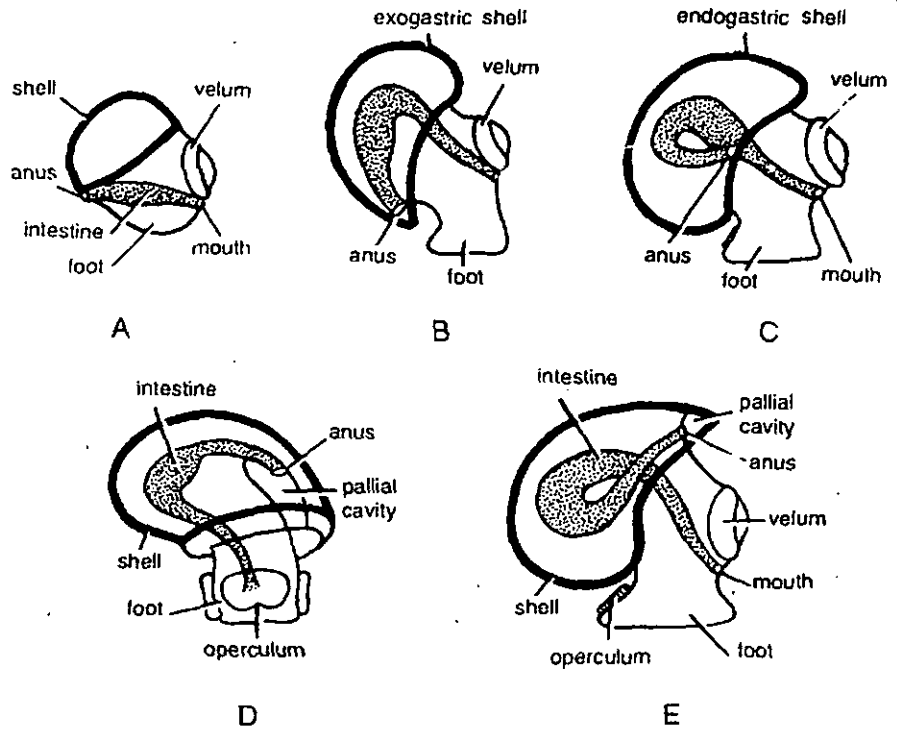 exogastric shell
endogastric shell
shell
velum
velum
velum
anus
intestine
foot
mouth
anus
foot
anus
foot
mouth
A
B
C
intestine
anus
pallial
cavity
shell
foot
operculum
intestine
pallial
cavity
anus
velum
mouth
shell
operculum
foot
D
E